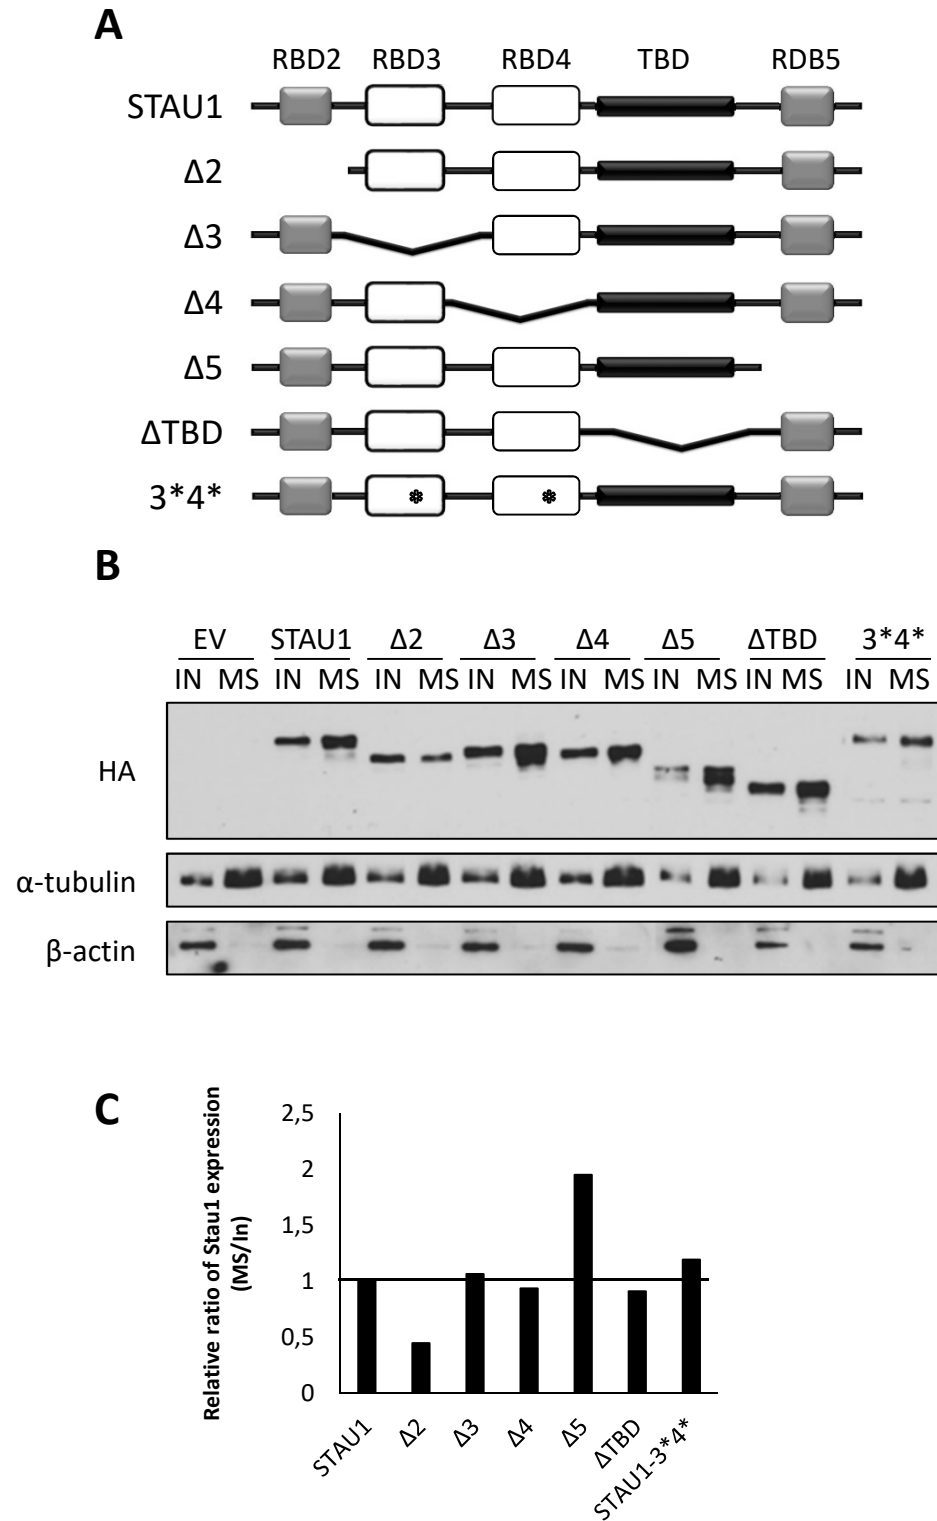 A
RBD2 RBD3 RBD4 TBD RDB5
STAU1
Δ2
Δ3
Δ4
Δ5
ΔTBD
3*4*
B
EV STAU1 Δ2 Δ3 Δ4 Δ5 ΔTBD 3*4*
IN MS IN MS IN MS IN MS IN MS IN MS IN MS IN MS
HA
α-tubulin
β-actin
C
Relative ratio of Stau1 expression
(MS/In)
2,5
2
1,5
1
0,5
0
STAU1 Δ2 Δ3 Δ4 Δ5 ΔTBD STAU1-3*4*